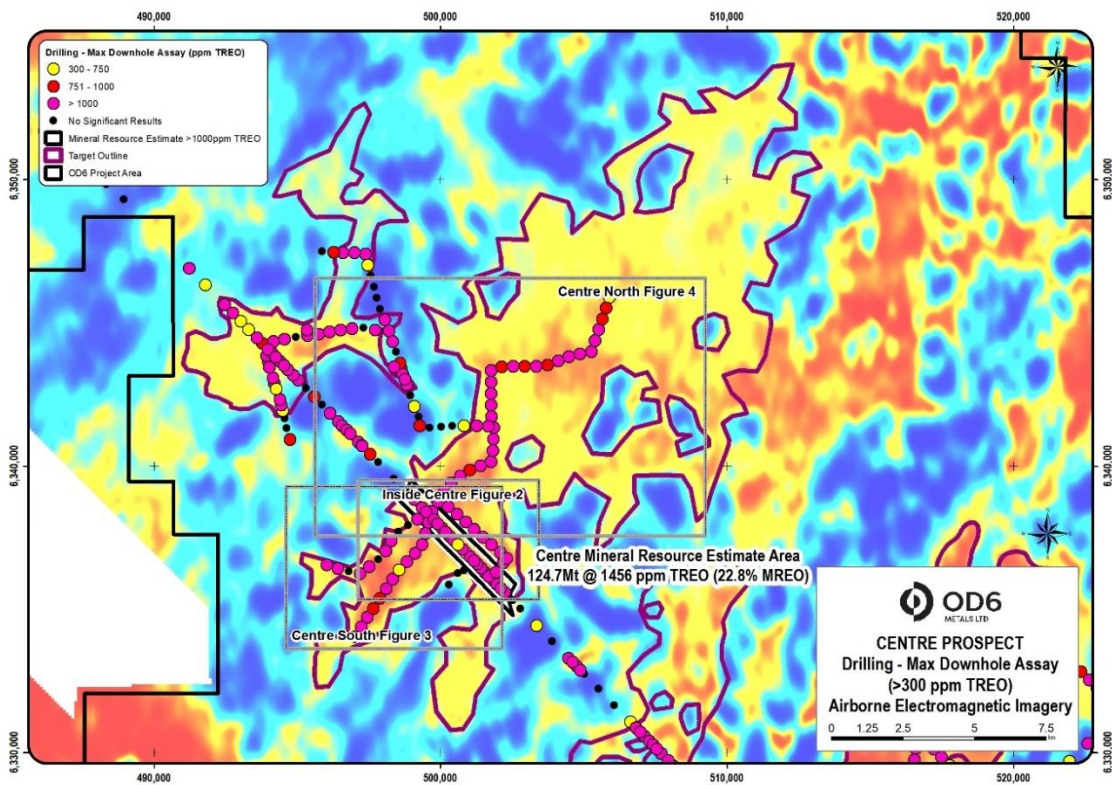 490,000
500,000
510,000
520,000
Drilling - Max Downhole Assay (ppm TREO)
300 - 750
751 - 1000
> 1000
No Significant Results
Mineral Resource Estimate >1000ppm TREO
Target Outline
OD6 Project Area
6,350,000
6,350,000
Centre North Figure 4
6,340,000
6,340,000
Inside Centre Figure 2
Centre Mineral Resource Estimate Area
124.7Mt @ 1456 ppm TREO (22.8% MREO)
Centre South Figure 3
OD6
METALS LTD
CENTRE PROSPECT
Drilling - Max Downhole Assay
(>300 ppm TREO)
Airborne Electromagnetic Imagery
0 1.25 2.5 5 7.5
km
6,330,000
6,330,000
490,000
500,000
510,000
520,000